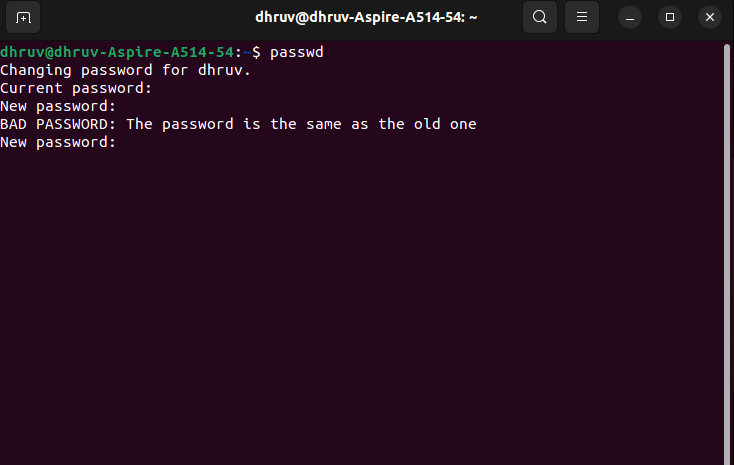 dhruv@dhruv-Aspire-A514-54: ~
dhruv@dhruv-Aspire-A514-54:~$ passwd
Changing password for dhruv.
Current password:
New password:
BAD PASSWORD: The password is the same as the old one
New password: